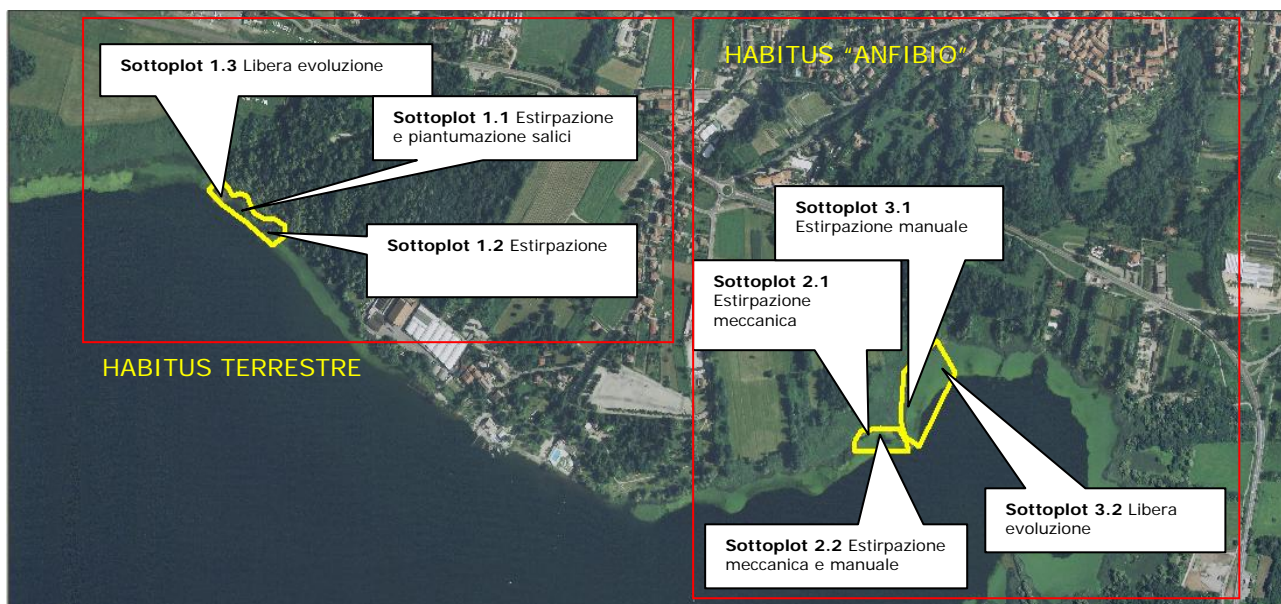 Sottoplot 1.3 Libera evoluzione
Sottoplot 1.1 Estirpazione
e piantumazione salici
Sottoplot 1.2 Estirpazione
HABITUS TERRESTRE
HABITUS “ANFIBIO”
Sottoplot 3.1
Estirpazione manuale
Sottoplot 2.1
Estirpazione
meccanica
Sottoplot 3.2 Libera
evoluzione
Sottoplot 2.2 Estirpazione
meccanica e manuale